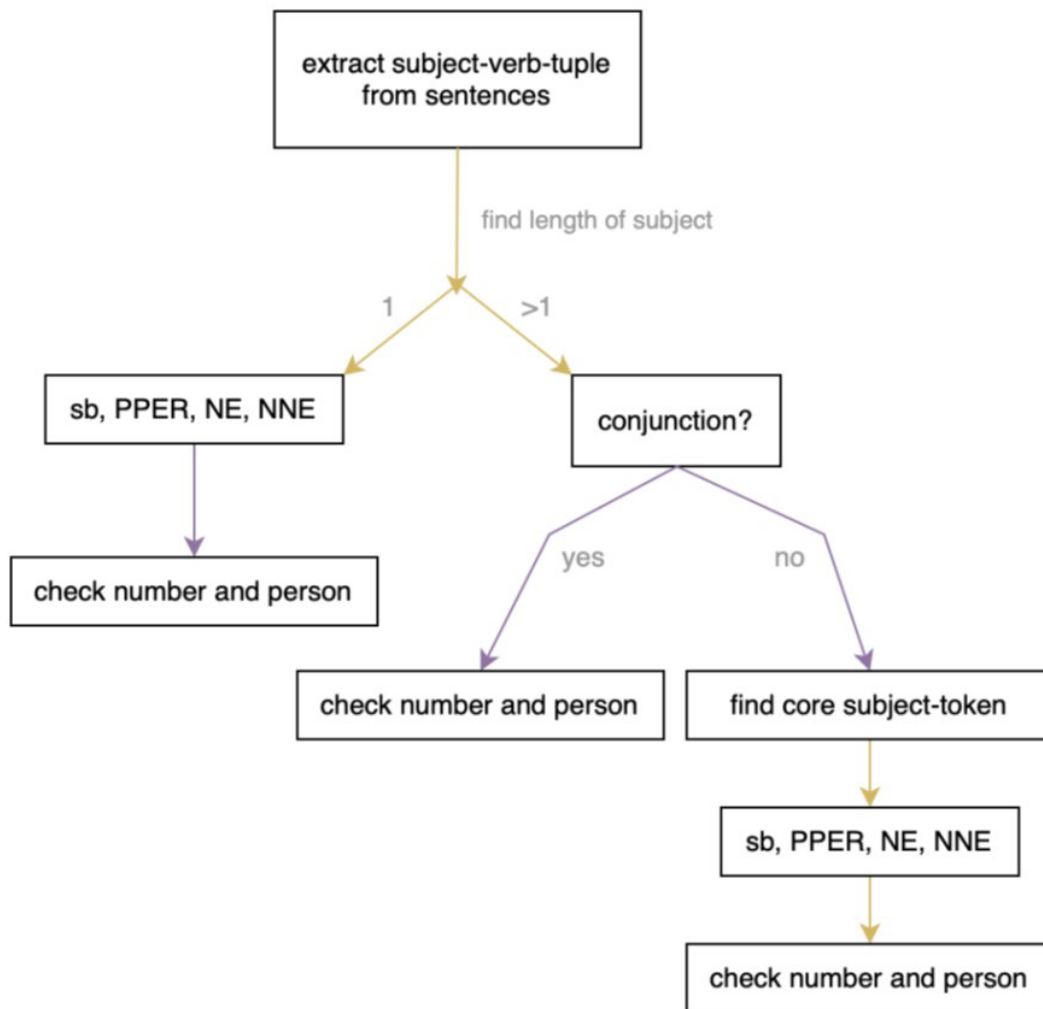 extract subject-verb-tuple
from sentences
find length of subject
1
>1
sb, PPER, NE, NNE
conjunction?
check number and person
yes
no
check number and person
find core subject-token
sb, PPER, NE, NNE
check number and person